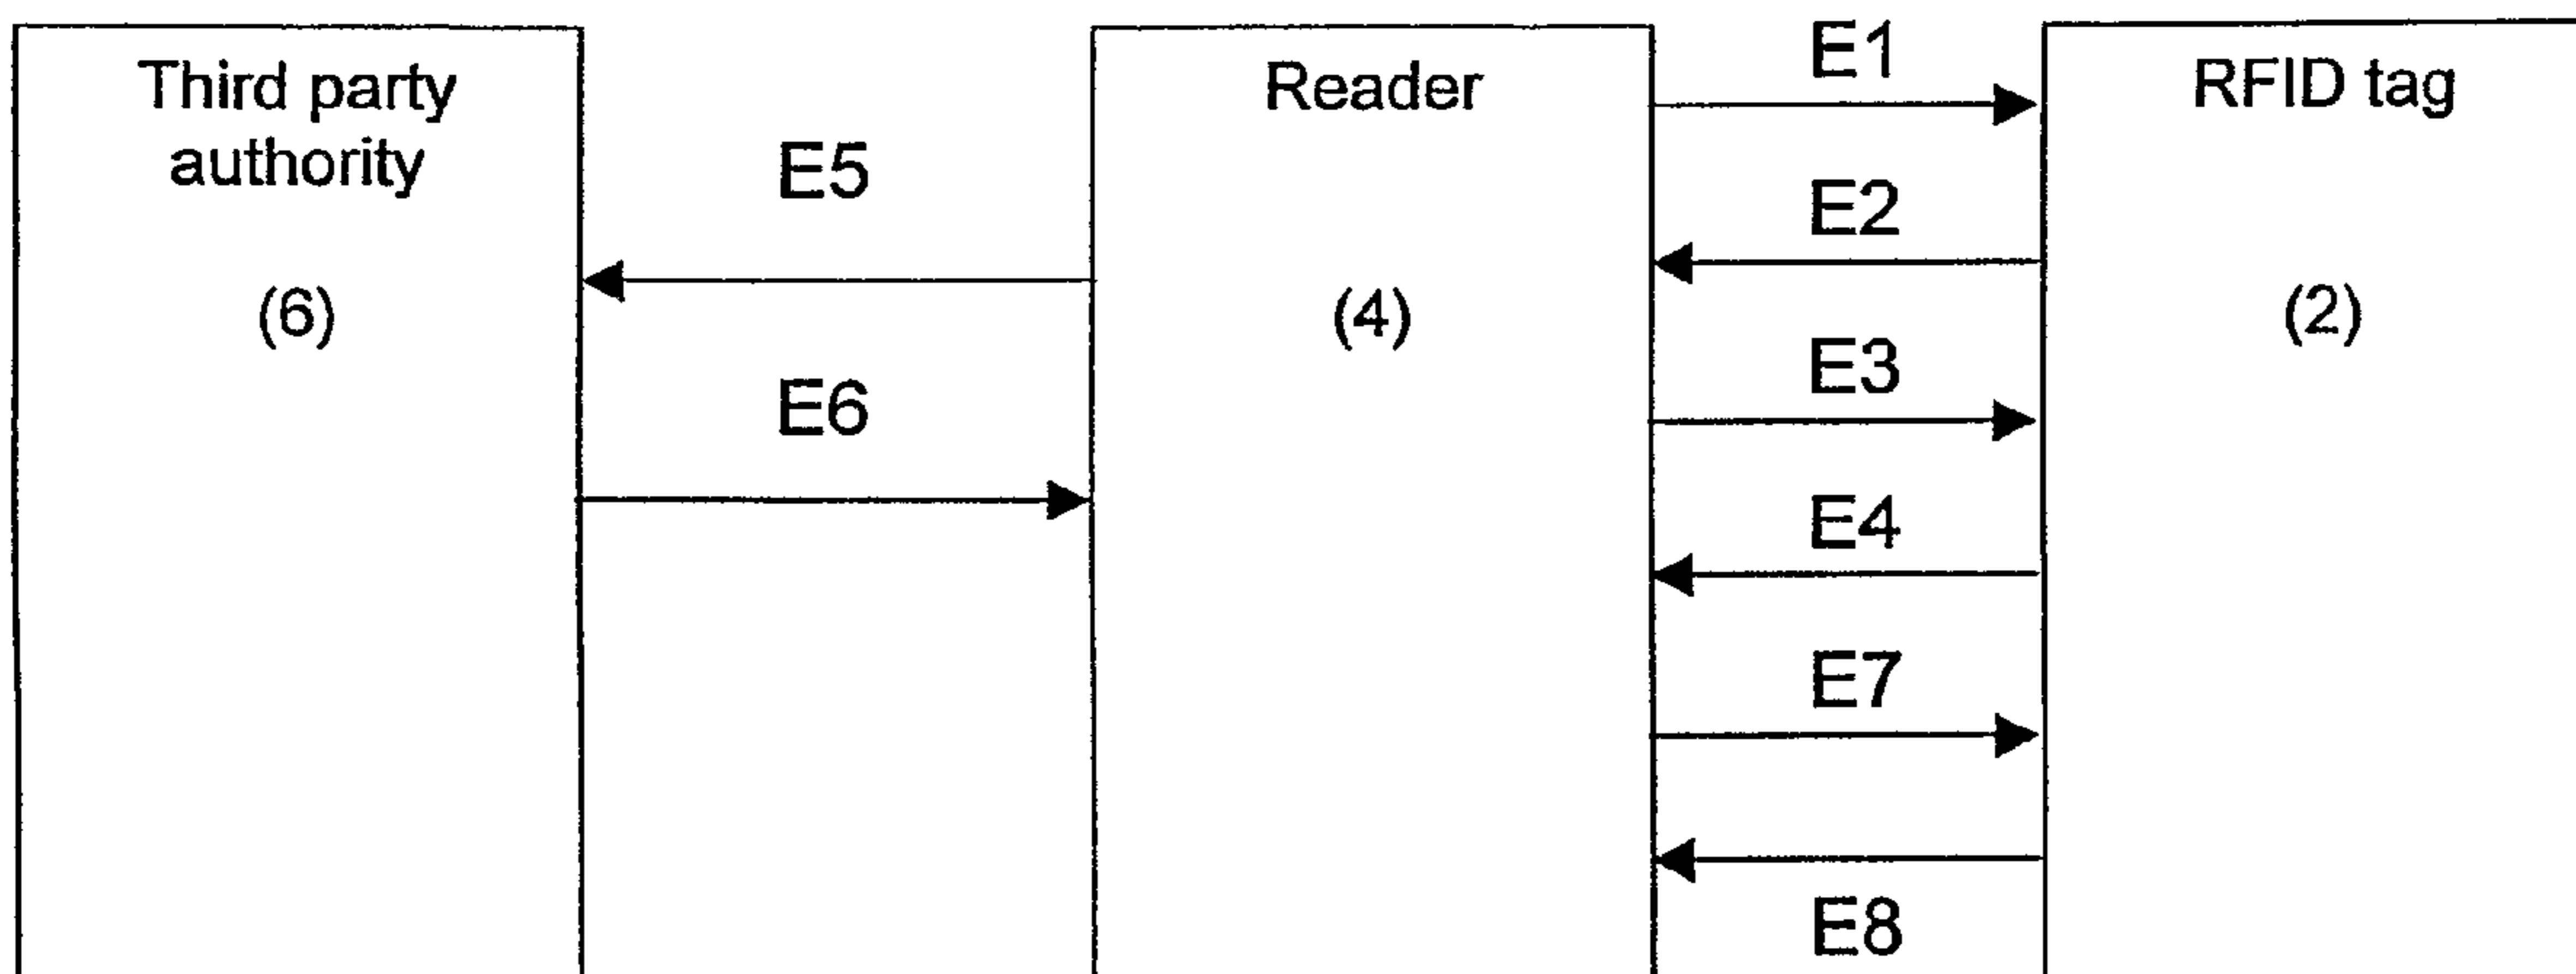 Third party
authority
(6)
E5
E6
Reader
(4)
E1
E2
E3
E4
E7
E8
RFID tag
(2)